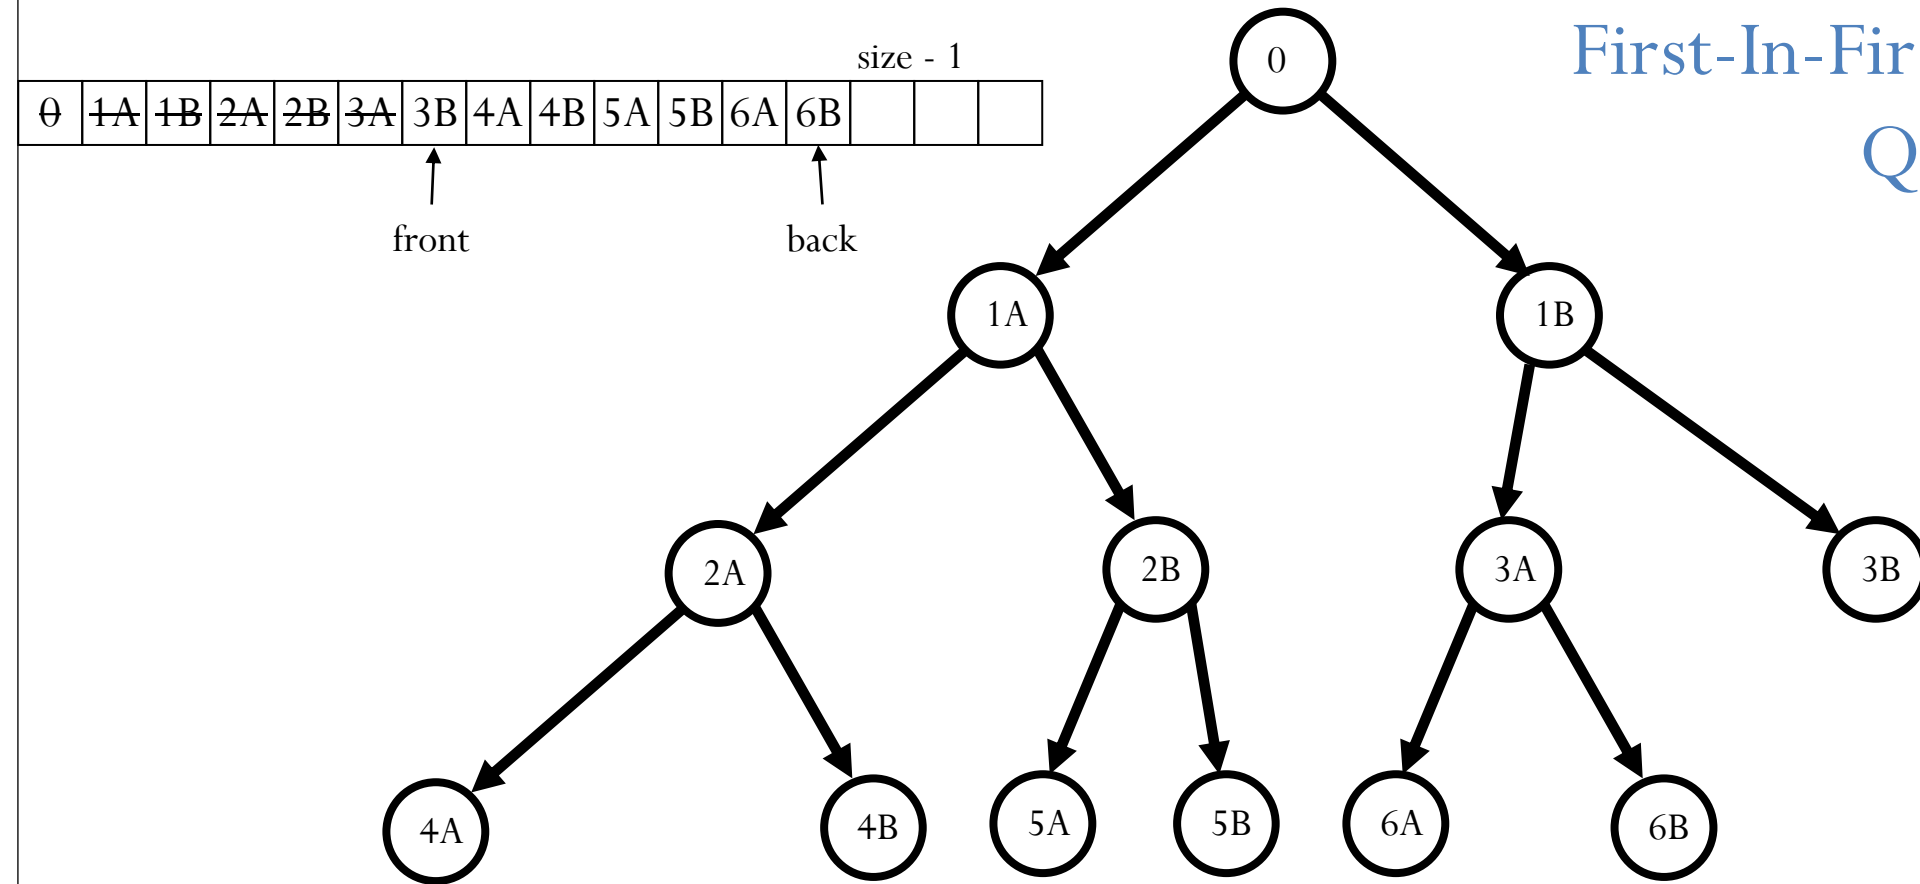 First-In-Fir
Q
size - 1
0 1A 1B 2A 2B 3A 3B 4A 4B 5A 5B 6A 6B
front back
0
1A 1B
2A 2B 3A 3B
4A 4B 5A 5B 6A 6B